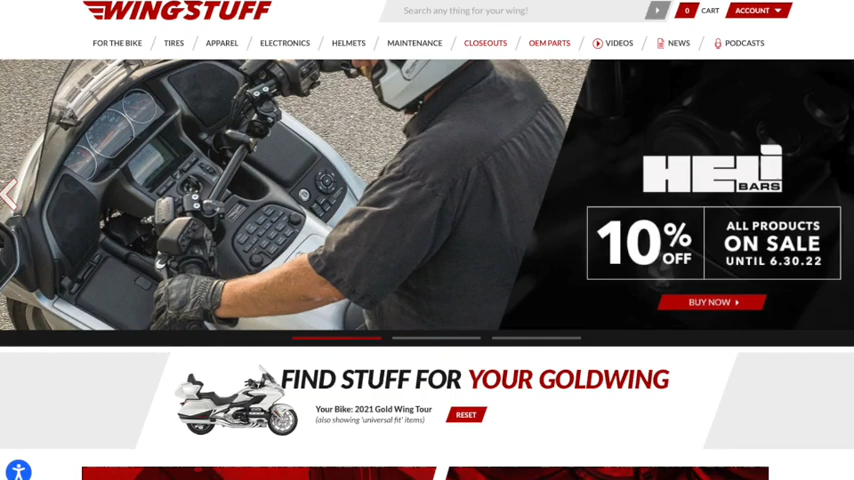 WINGSTUFF
Search any thing for your wing!
0 CART ACCOUNT
FOR THE BIKE / TIRES / APPAREL / ELECTRONICS / HELMETS / MAINTENANCE / CLOSEOUTS / OEM PARTS / VIDEOS / NEWS / PODCASTS
HELI
BARS
10% OFF
ALL PRODUCTS
ON SALE
UNTIL 6.30.22
BUY NOW
FIND STUFF FOR YOUR GOLDWING
Your Bike: 2021 Gold Wing Tour
(also showing 'universal fit' items)
RESET